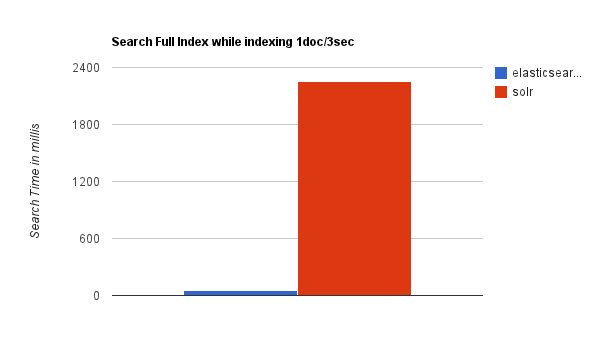 Search Full Index while indexing 1doc/3sec
2400
1800
1200
600
0
Search Time in millis
elasticsear...
solr